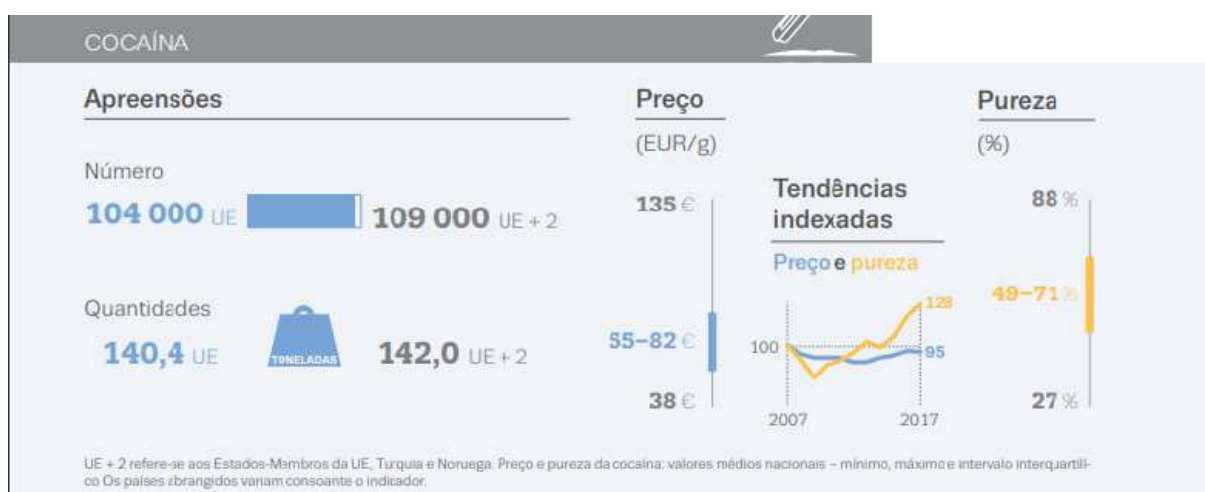 COCAÍNA
Apreensões
Número
104 000 UE
109 000 UE + 2
Quantidades
140,4 UE
TONELADAS
142,0 UE + 2
Preço
(EUR/g)
135 €
55–82 €
38 €
Tendências
indexadas
Preço e pureza
128
100
95
2007 2017
Pureza
(%)
88 %
49–71 %
27 %
UE + 2 refere-se aos Estados-Membros da UE, Turquia e Noruega. Preço e pureza da cocaína: valores médios nacionais – mínimo, máximo e intervalo interquartíli-
co Os países abrangidos variam consoante o indicador.